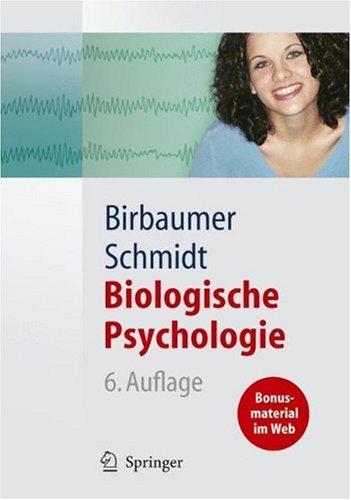 Birbaumer
Schmidt
Biologische
Psychologie
6. Auflage
Bonus-
material
im Web
Springer